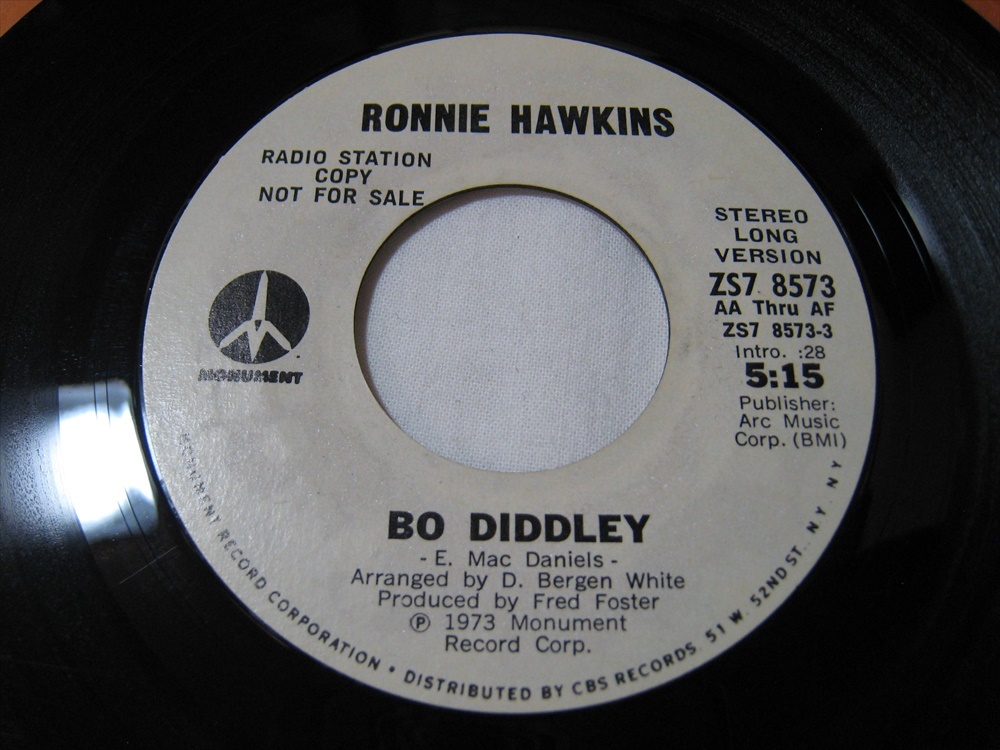 RONNIE HAWKINS
RADIO STATION
COPY
NOT FOR SALE
STEREO
LONG
VERSION
ZS7 8573
AA Thru AF
ZS7 8573-3
Intro. :28
5:15
Publisher:
Arc Music
Corp. (BMI)
MONUMENT
BO DIDDLEY
- E. Mac Daniels -
Arranged by D. Bergen White
Produced by Fred Foster
Ⓟ 1973 Monument
Record Corp.
MONUMENT RECORD CORPORATION • DISTRIBUTED BY CBS RECORDS. 51 W. 52ND ST. N.Y. NY